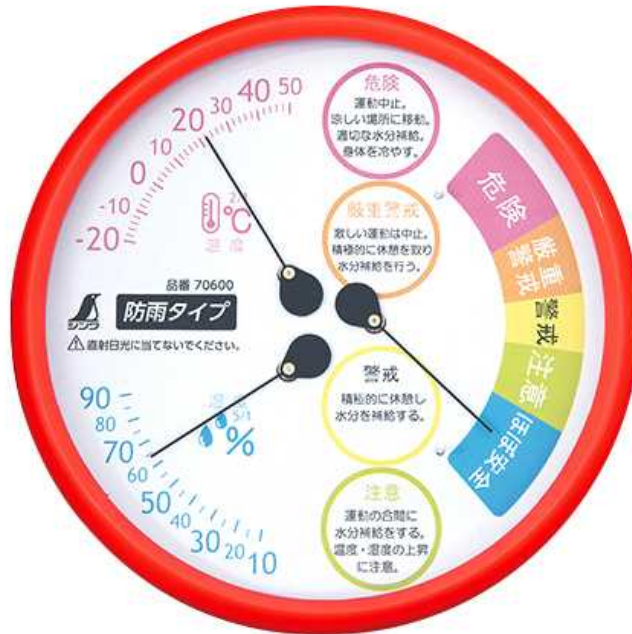 -20
-10
0
10
20
30
40
50
℃
温度
危険
運動中止。
涼しい場所に移動。
適切な水分補給。
身体を冷やす。
厳重警戒
激しい運動は中止。
積極的に休憩を取り
水分補給を行う。
品番 70600
防雨タイプ
シンワ
直射日光に当てないでください。
警戒
積極的に休憩し
水分を補給する。
注意
運動の合間に
水分補給をする。
温度・湿度の上昇
に注意。
90
80
70
60
50
40
30
20
10
%
危険
厳重
警戒
警戒
注意
ほぼ安全